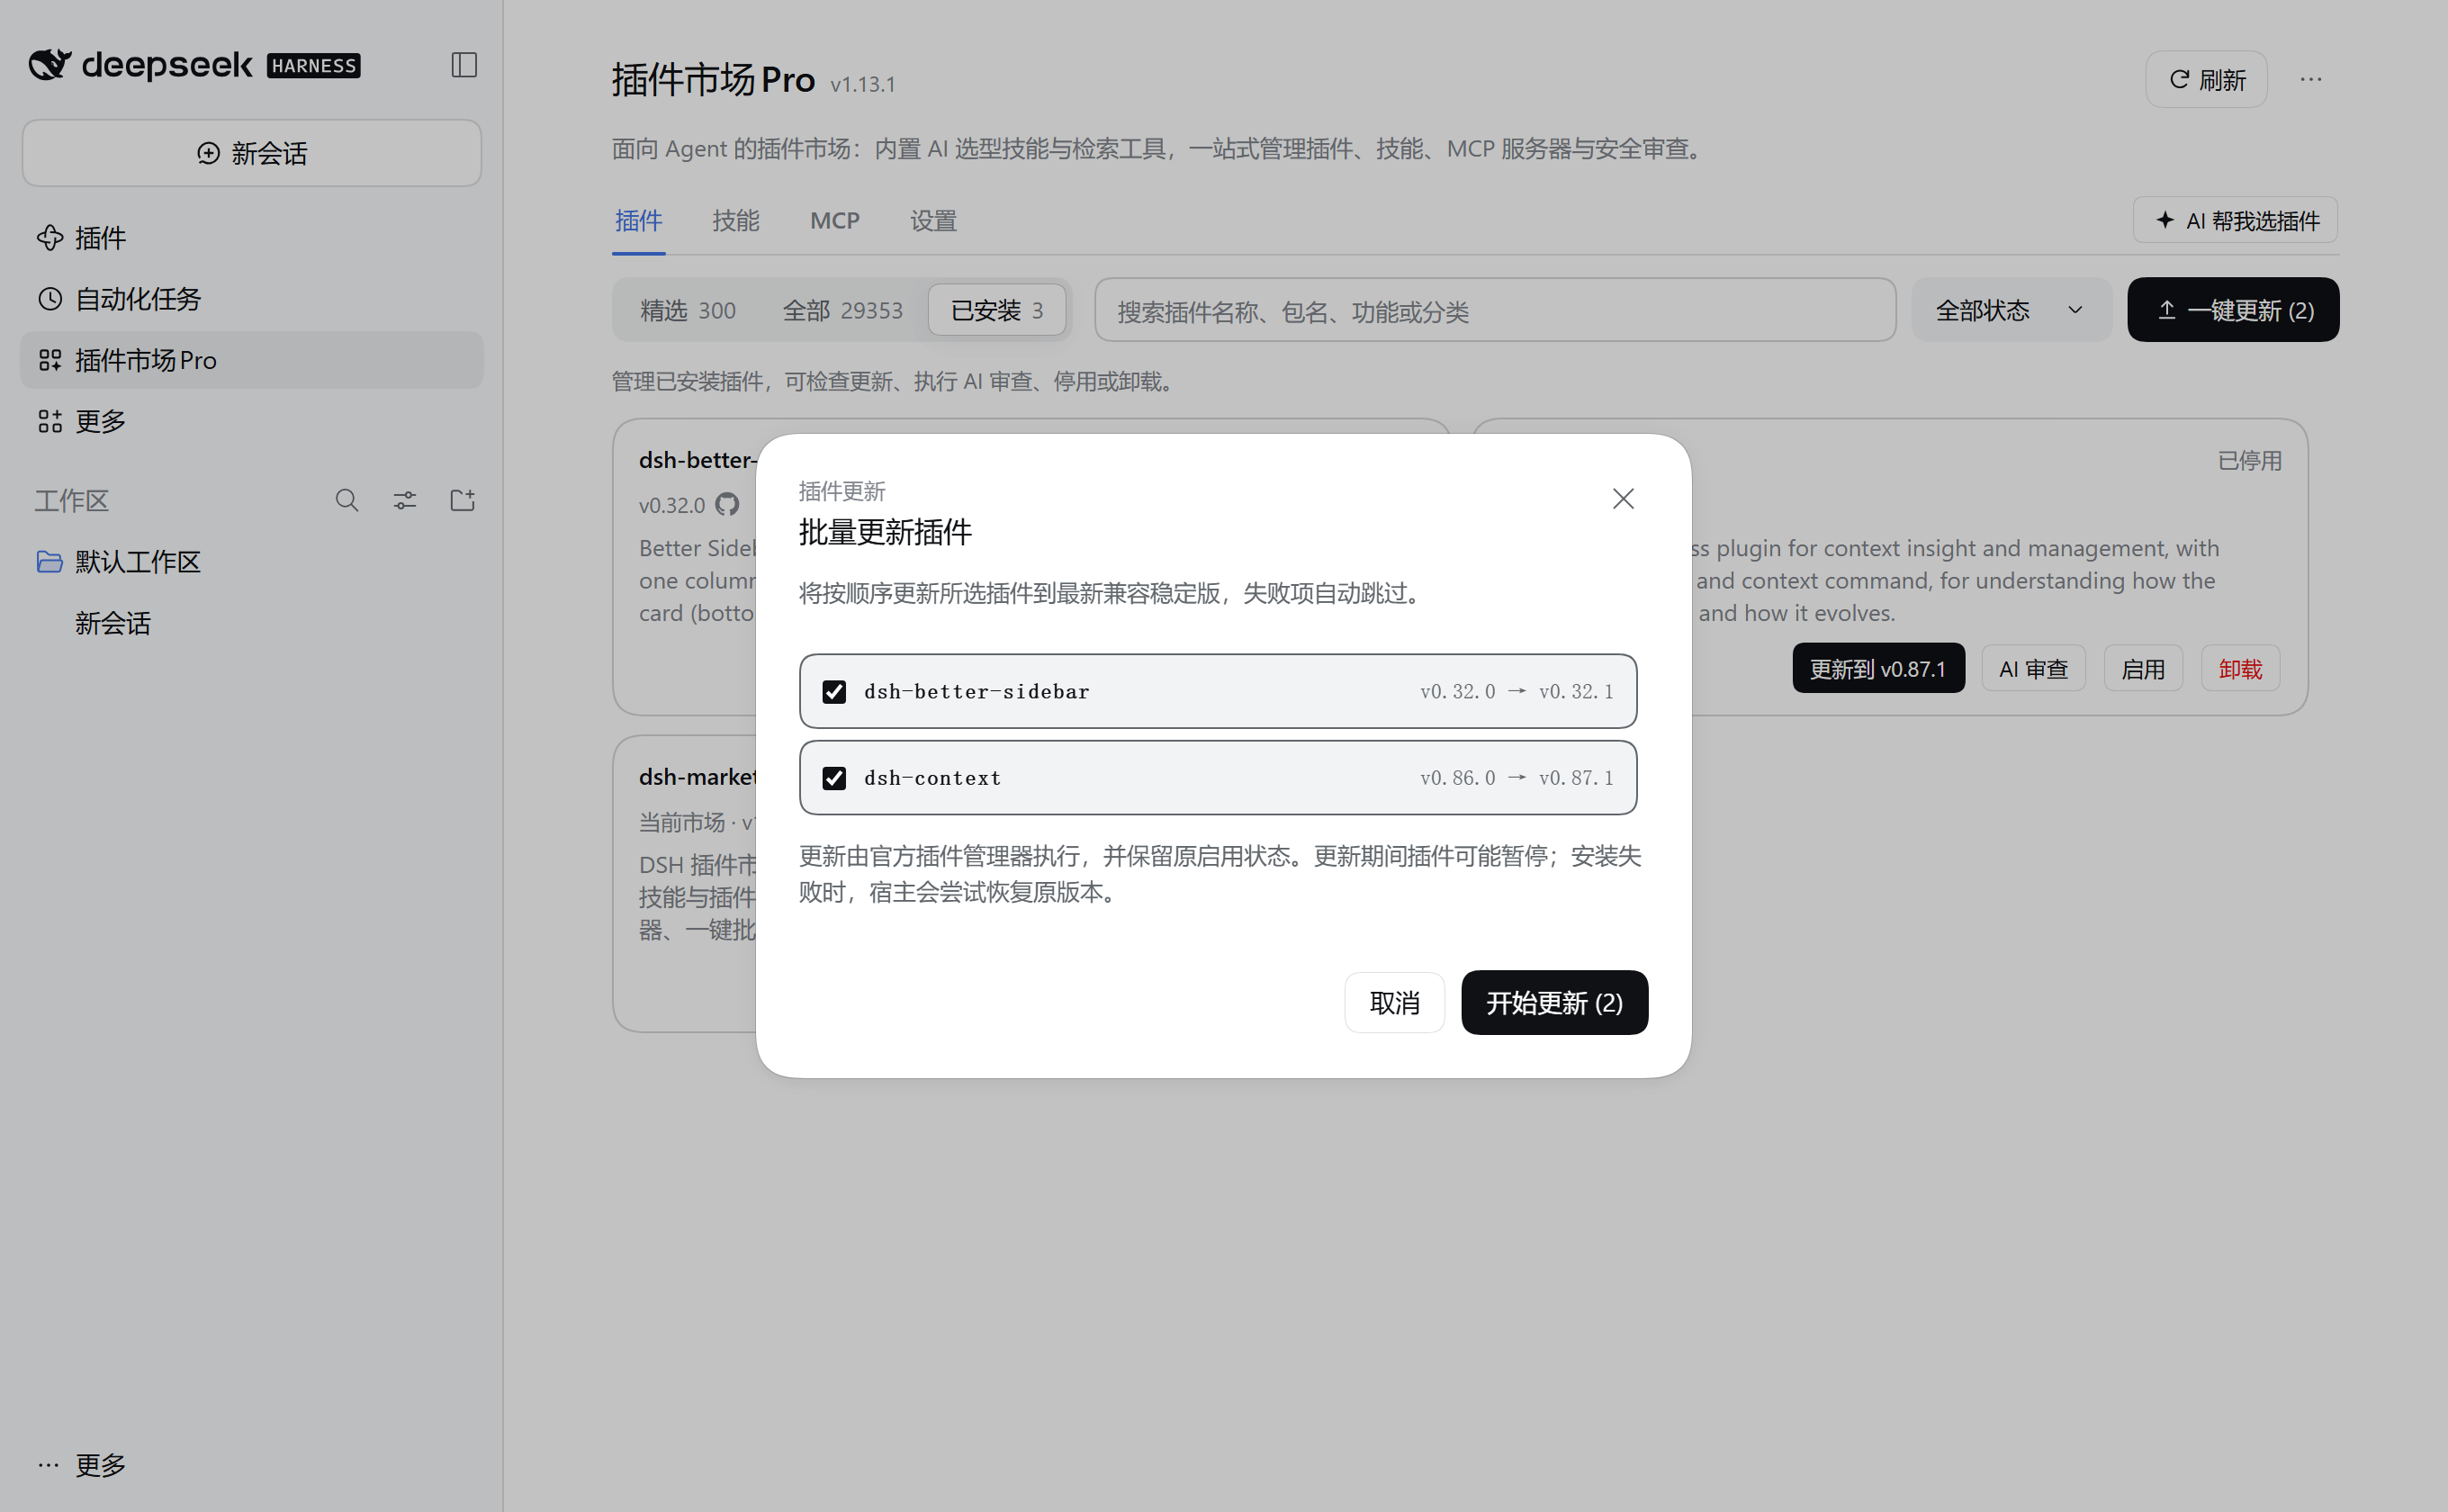 deepseek HARNESS
新会话
插件
自动化任务
插件市场Pro
更多
工作区
默认工作区
新会话
更多
插件市场Pro v1.13.1
刷新
面向 Agent 的插件市场：内置 AI 选型技能与检索工具，一站式管理插件、技能、MCP 服务器与安全审查。
插件 技能 MCP 设置
AI 帮我选插件
精选 300 全部 29353 已安装 3
搜索插件名称、包名、功能或分类
全部状态
一键更新 (2)
管理已安装插件，可检查更新、执行 AI 审查、停用或卸载。
dsh-better-
v0.32.0
Better Sideb
one column
card (botto
已停用
ss plugin for context insight and management, with
and context command, for understanding how the
and how it evolves.
更新到 v0.87.1 AI 审查 启用 卸载
dsh-market
当前市场 · v
DSH 插件市
技能与插件
器、一键批
插件更新
批量更新插件
将按顺序更新所选插件到最新兼容稳定版，失败项自动跳过。
dsh-better-sidebar v0.32.0 → v0.32.1
dsh-context v0.86.0 → v0.87.1
更新由官方插件管理器执行，并保留原启用状态。更新期间插件可能暂停；安装失
败时，宿主会尝试恢复原版本。
取消 开始更新 (2)